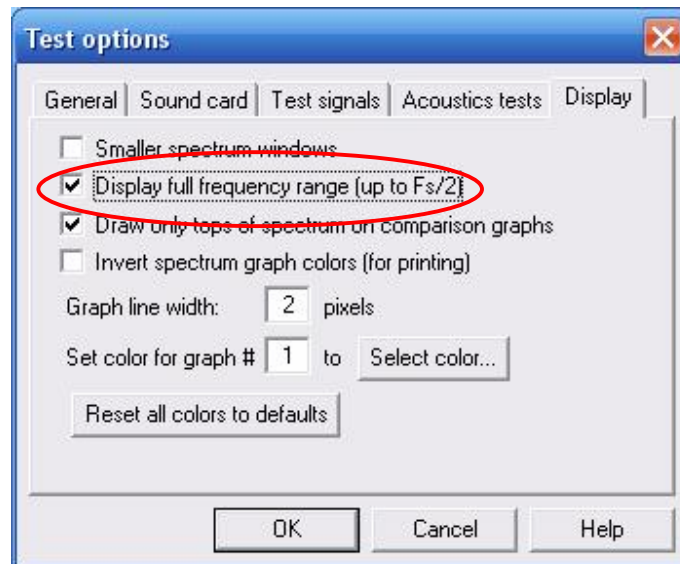 Test options
General Sound card Test signals Acoustics tests Display
Smaller spectrum windows
Display full frequency range (up to Fs/2)
Draw only tops of spectrum on comparison graphs
Invert spectrum graph colors (for printing)
Graph line width: 2 pixels
Set color for graph # 1 to Select color...
Reset all colors to defaults
OK Cancel Help